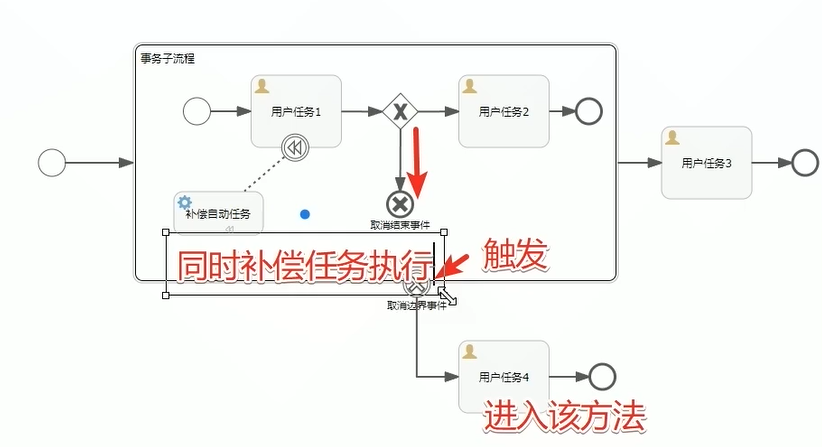 事务子流程
用户任务1
用户任务2
用户任务3
补偿自动任务
取消结束事件
同时补偿任务执行
触发
取消边界事件
用户任务4
进入该方法